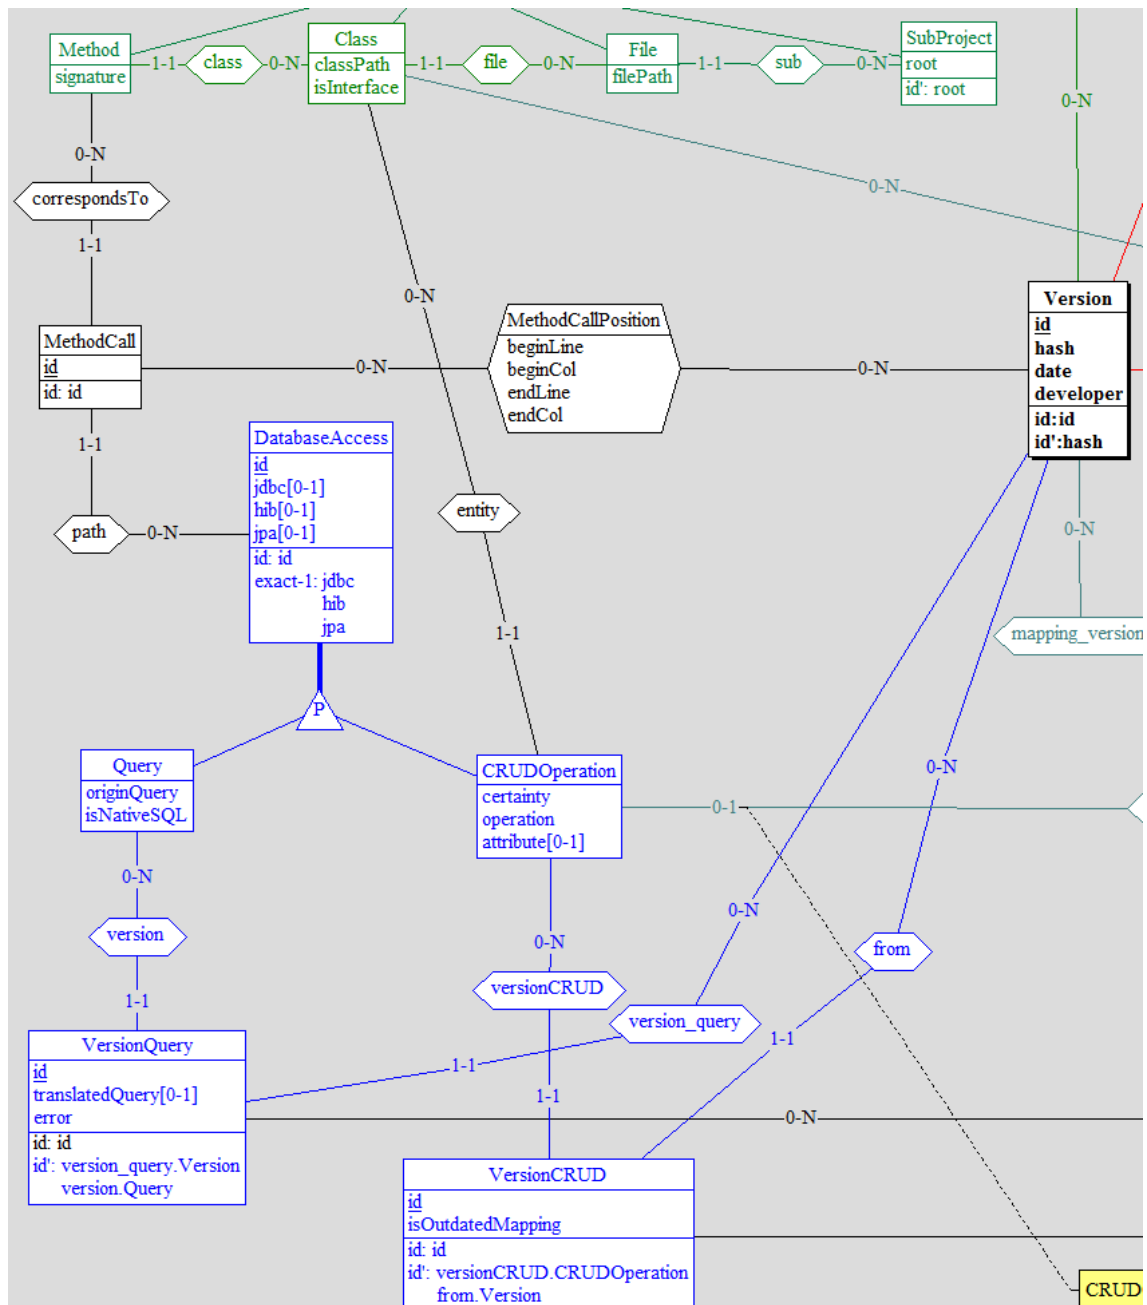 Method
signature
1-1
class
0-N
Class
classPath
isInterface
1-1
file
0-N
File
filePath
1-1
sub
0-N
SubProject
root
id': root
0-N
0-N
correspondsTo
1-1
0-N
0-N
MethodCall
id
id: id
0-N
MethodCallPosition
beginLine
beginCol
endLine
endCol
0-N
Version
id
hash
date
developer
id:id
id':hash
1-1
path
0-N
DatabaseAccess
id
jdbc[0-1]
hib[0-1]
jpa[0-1]
id: id
exact-1: jdbc
hib
jpa
entity
1-1
0-N
mapping_version
P
Query
originQuery
isNativeSQL
CRUDOperation
certainty
operation
attribute[0-1]
0-1
0-N
0-N
version
1-1
0-N
versionCRUD
1-1
0-N
version_query
1-1
from
1-1
VersionQuery
id
translatedQuery[0-1]
error
id: id
id': version_query.Version
version.Query
0-N
VersionCRUD
id
isOutdatedMapping
id: id
id': versionCRUD.CRUDOperation
from.Version
CRUD